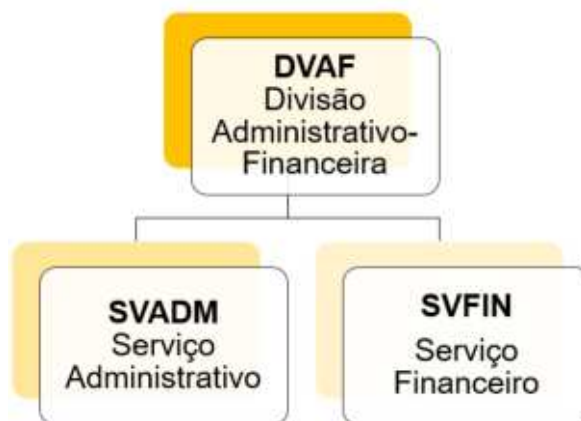 DVAF
Divisão
Administrativo-
Financeira
SVADM
Serviço
Administrativo
SVFIN
Serviço
Financeiro